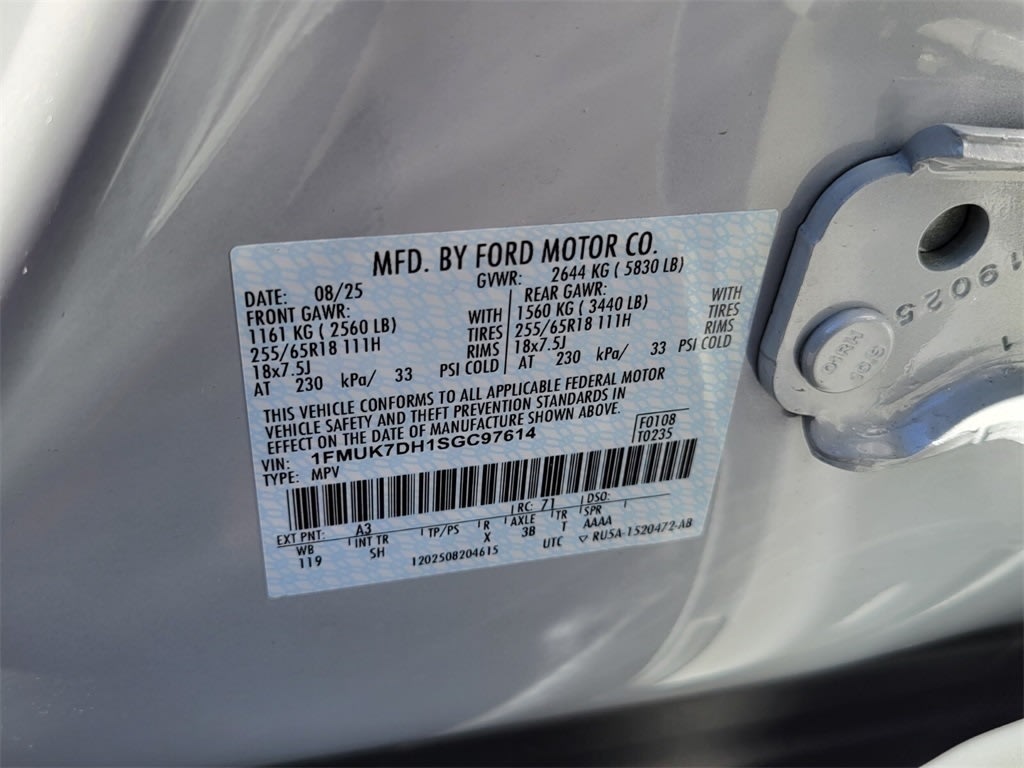 MFD. BY FORD MOTOR CO.
DATE: 08/25 GVWR: 2644 KG ( 5830 LB)
FRONT GAWR: REAR GAWR:
1161 KG ( 2560 LB) WITH 1560 KG ( 3440 LB) WITH
255/65R18 111H TIRES 255/65R18 111H TIRES
18x7.5J RIMS 18x7.5J RIMS
AT 230 kPa/ 33 PSI COLD AT 230 kPa/ 33 PSI COLD
THIS VEHICLE CONFORMS TO ALL APPLICABLE FEDERAL MOTOR
VEHICLE SAFETY AND THEFT PREVENTION STANDARDS IN
EFFECT ON THE DATE OF MANUFACTURE SHOWN ABOVE.
VIN: 1FMUK7DH1SGC97614 F0108
TYPE: MPV T0235
RC: 71 DSO:
EXT PNT: A3 TP/PS R AXLE TR SPR
WB INT TR X 3B T AAAA
119 SH 1202508204615 UTC ▽ RU5A-1520472-AB
19025
1
OHRH